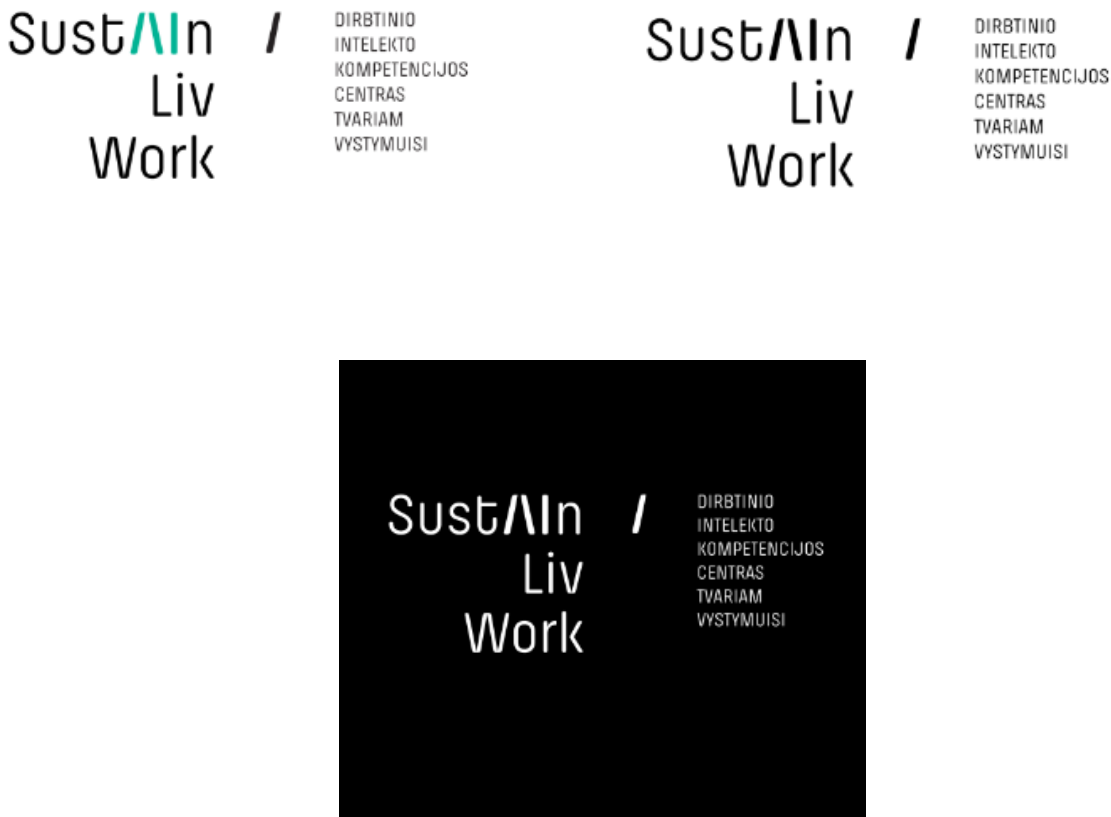 SustAIn
Liv
Work
/
DIRBTINIO
INTELEKTO
KOMPETENCIJOS
CENTRAS
TVARIAM
VYSTYMUISI
SustAIn
Liv
Work
/
DIRBTINIO
INTELEKTO
KOMPETENCIJOS
CENTRAS
TVARIAM
VYSTYMUISI
SustAIn
Liv
Work
/
DIRBTINIO
INTELEKTO
KOMPETENCIJOS
CENTRAS
TVARIAM
VYSTYMUISI